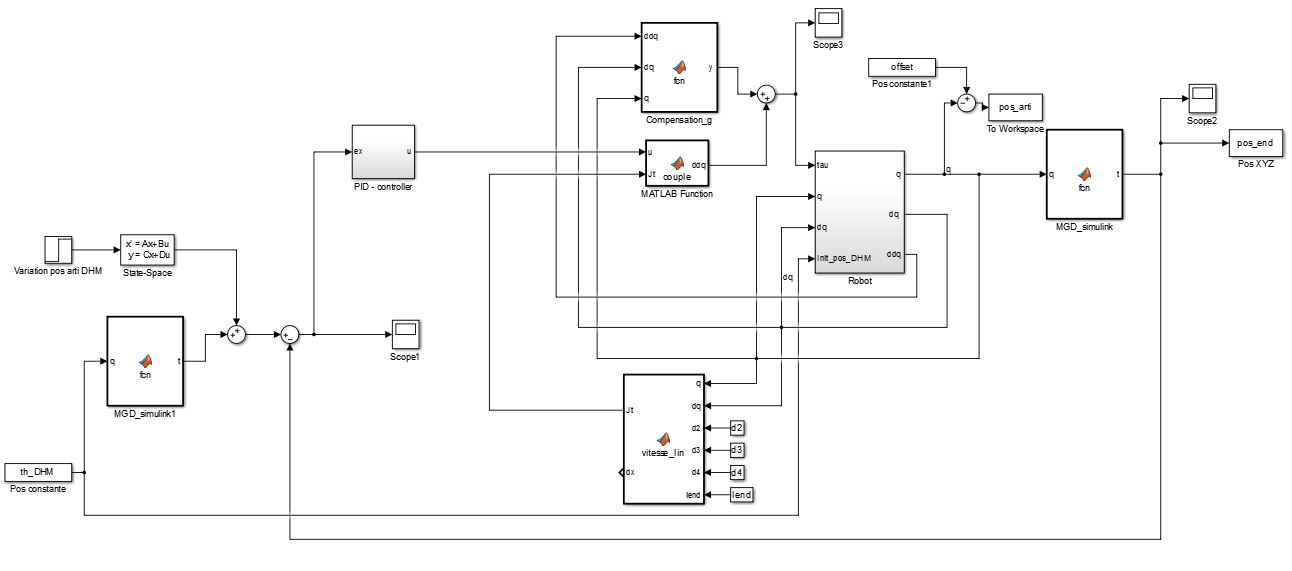 Scope3
ddq
dq
q
fcn
y
Compensation_g
offset
Pos constante1
pos_arti
To Workspace
Scope2
pos_end
Pos XYZ
ex
u
PID - controller
u
Jt
couple
ddq
MATLAB Function
tau
q
dq
Init_pos_DHM
q
dq
ddq
Robot
q
q
fcn
t
MGD_simulink
dq
Variation pos arti DHM
x' = Ax+Bu
y = Cx+Du
State-Space
Scope1
q
fcn
t
MGD_simulink1
Jt
dx
vitesse_lin
q
dq
d2
d3
d4
lend
d2
d3
d4
lend
th_DHM
Pos constante